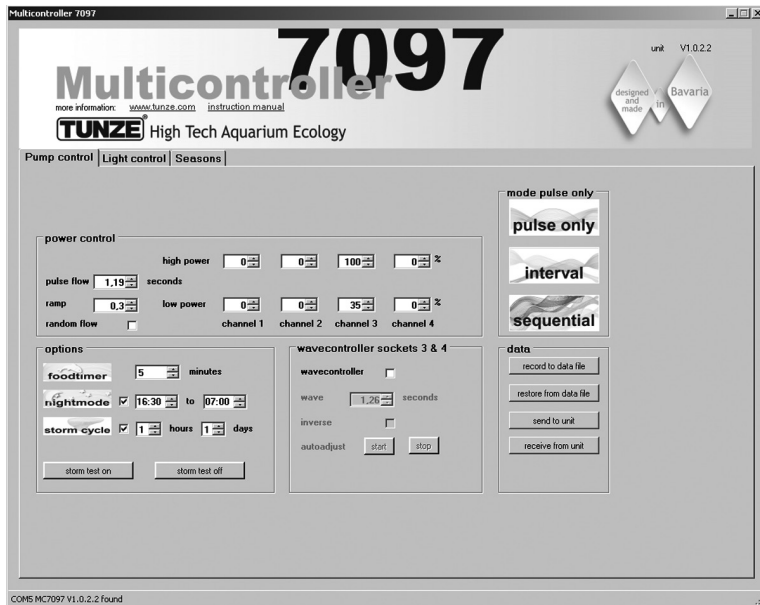 Multicontroller 7097
7097
Multicontroller
unit V1.0.2.2
more information: www.tunze.com instruction manual
TUNZE® High Tech Aquarium Ecology
designed and made in Bavaria
Pump control Light control Seasons
power control
high power 0 0 100 0 %
pulse flow 1,19 seconds
ramp 0,3 low power 0 0 35 0 %
random flow channel 1 channel 2 channel 3 channel 4
mode pulse only
pulse only
interval
sequential
options
foodtimer 5 minutes
nightmode 16:30 to 07:00
storm cycle 1 hours 1 days
storm test on storm test off
wavecontroller sockets 3 & 4
wavecontroller
wave 1,26 seconds
inverse
autoadjust start stop
data
record to data file
restore from data file
send to unit
receive from unit
COM5 MC7097 V1.0.2.2 found